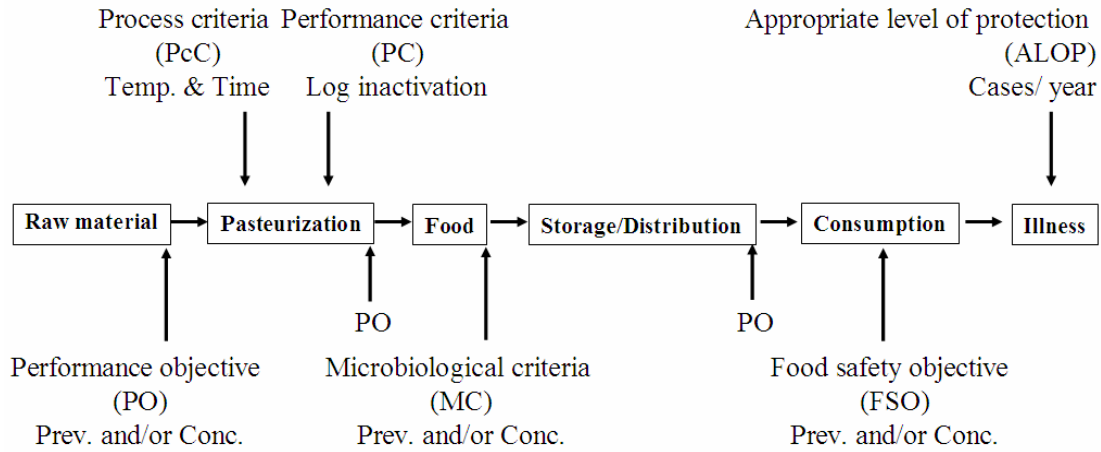 Process criteria
(PcC)
Temp. & Time
Performance criteria
(PC)
Log inactivation
Appropriate level of protection
(ALOP)
Cases/ year
Raw material
Pasteurization
Food
Storage/Distribution
Consumption
Illness
PO
PO
Performance objective
(PO)
Prev. and/or Conc.
Microbiological criteria
(MC)
Prev. and/or Conc.
Food safety objective
(FSO)
Prev. and/or Conc.